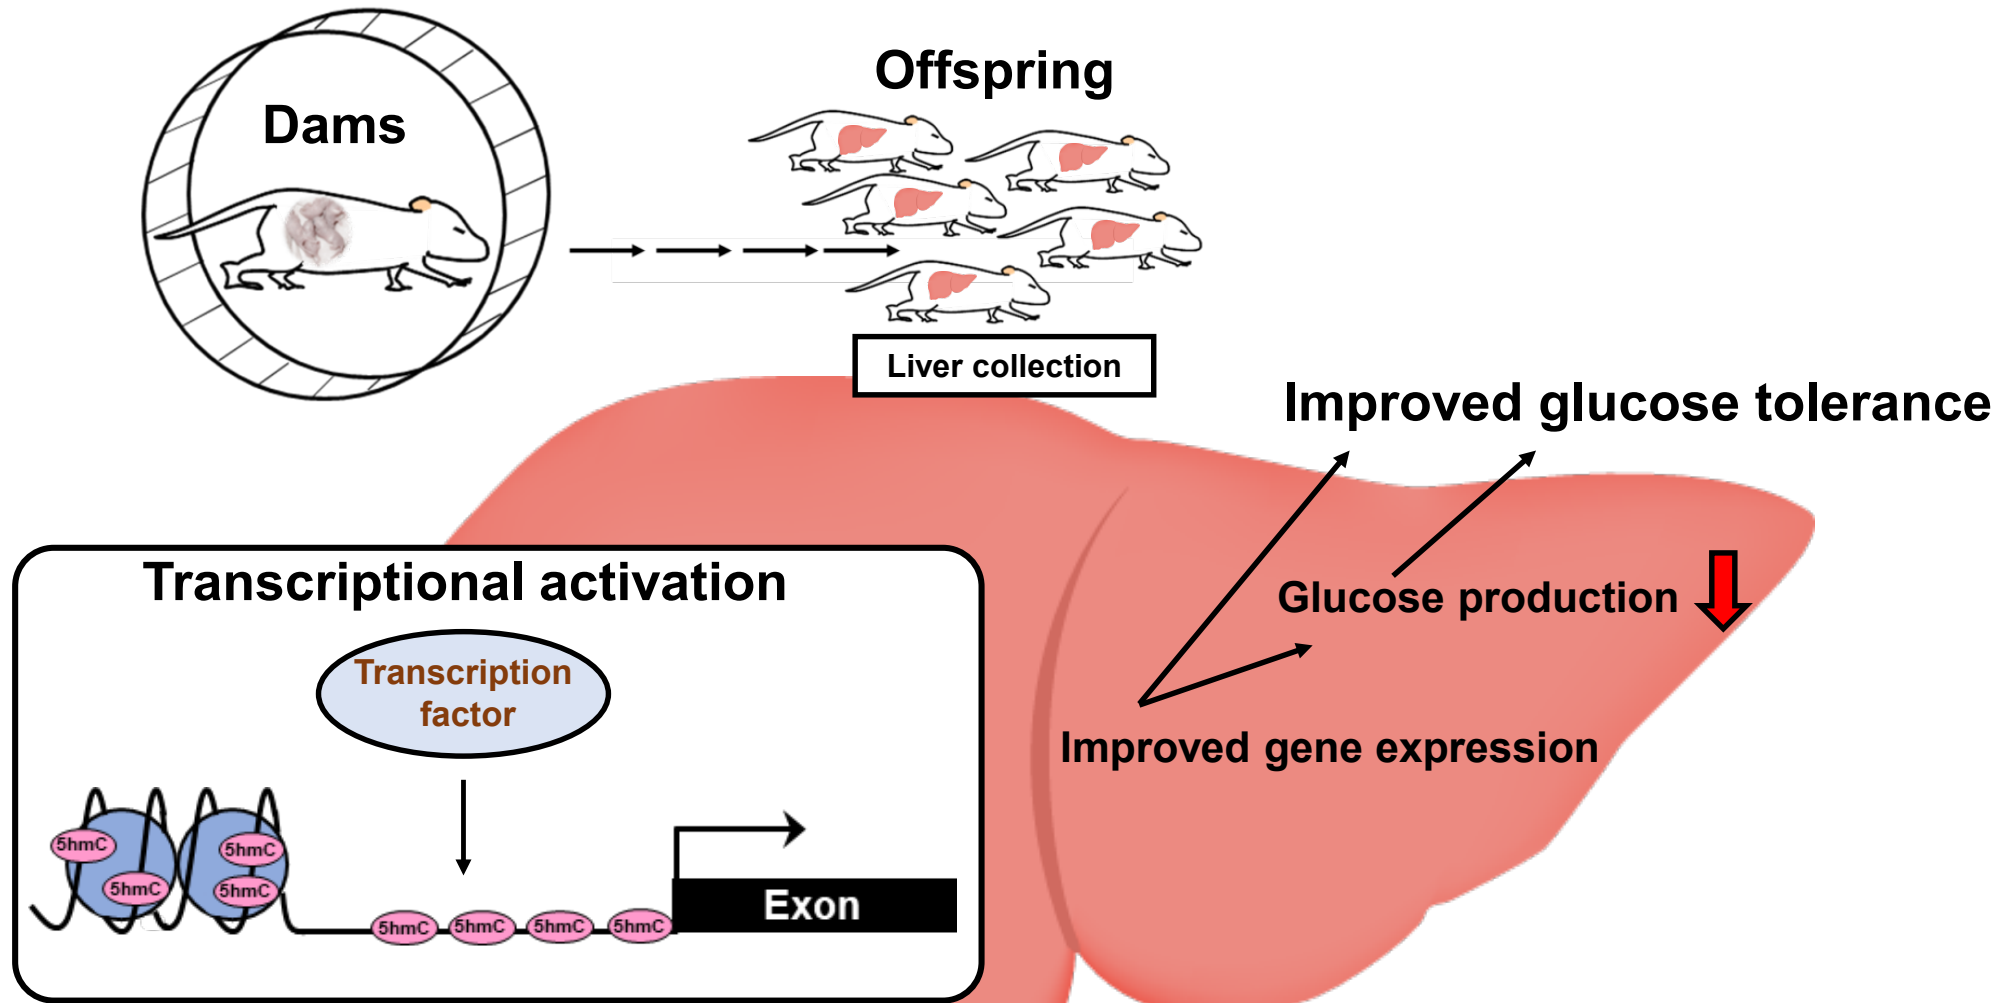 Offspring
Dams
Liver collection
Improved glucose tolerance
Transcriptional activation
Glucose production
Transcription
factor
Improved gene expression
5hmC
5hmC
5hmC
5hmC
Exon
5hmC
5hmC
5hmC
5hmC